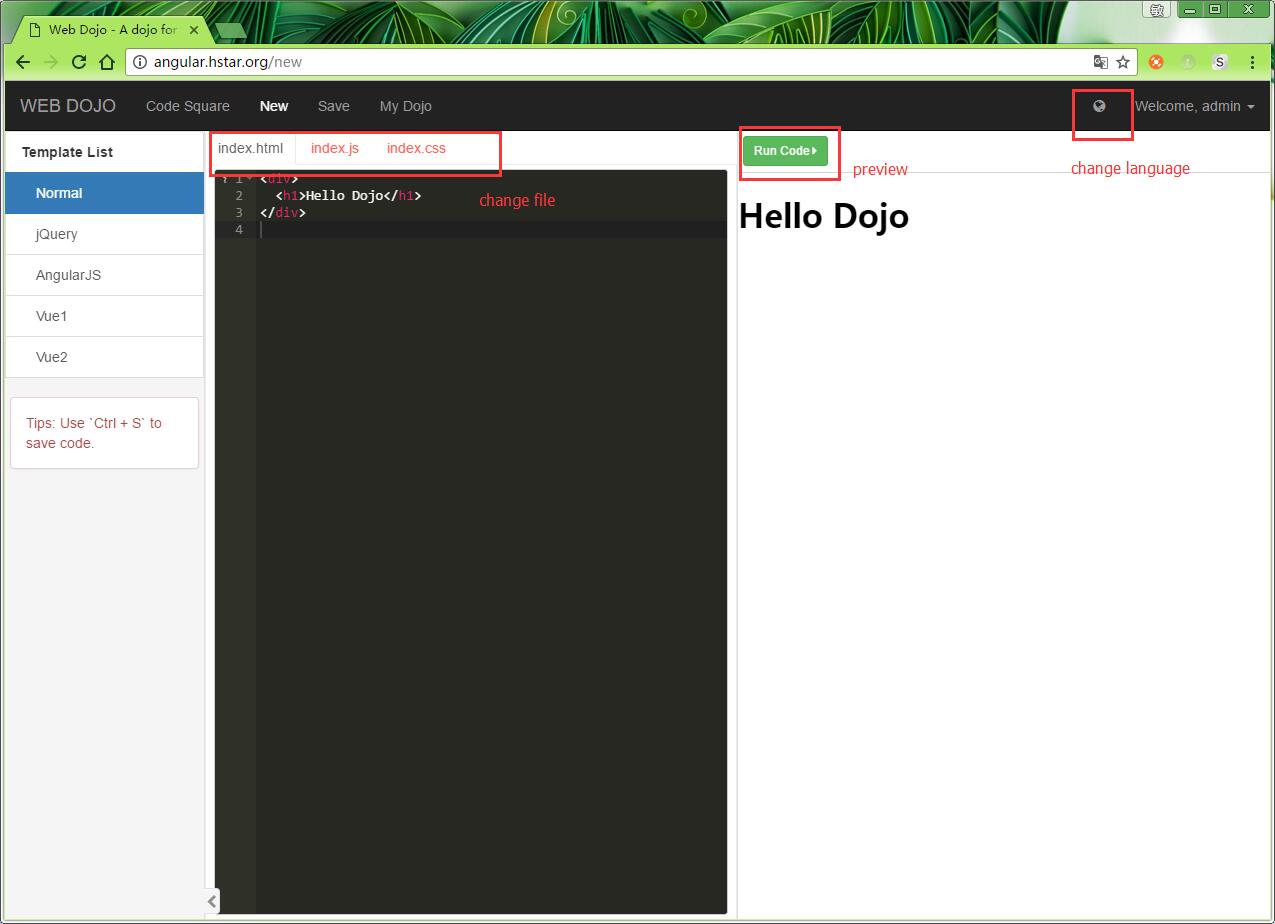 敏
Web Dojo - A dojo for
angular.hstar.org/new
S
WEB DOJO Code Square New Save My Dojo Welcome, admin
Template List
Normal
jQuery
AngularJS
Vue1
Vue2
Tips: Use `Ctrl + S` to
save code.
index.html index.js index.css
change file
1 <div>
2 <h1>Hello Dojo</h1>
3 </div>
4
Run Code
preview
change language
Hello Dojo